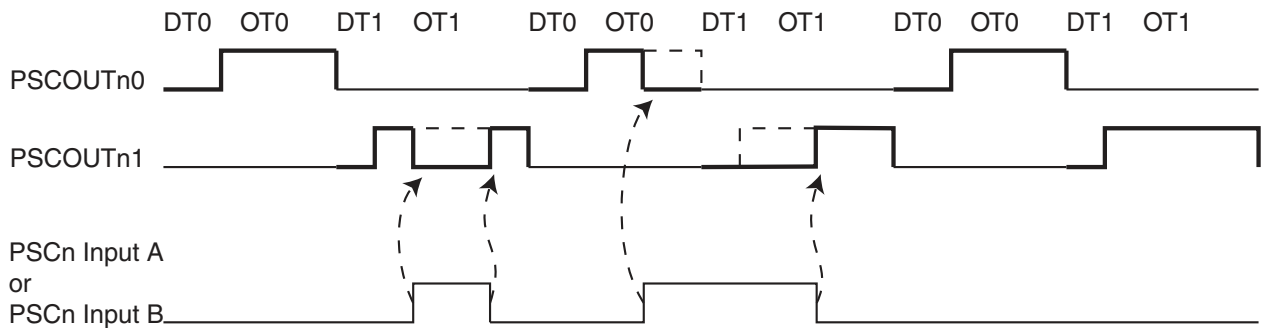 DT0 OT0 DT1 OT1 DT0 OT0 DT1 OT1 DT0 OT0 DT1 OT1
PSCOUTn0
PSCOUTn1
PSCn Input A
or
PSCn Input B